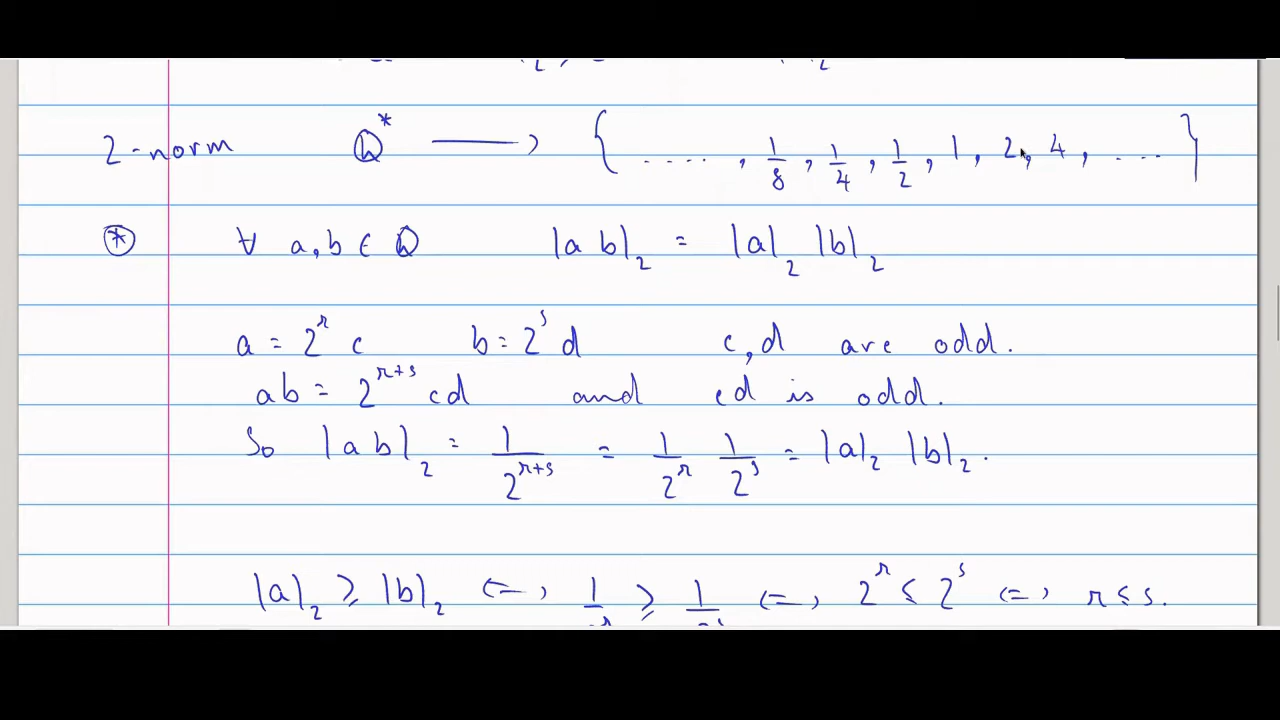 2-norm ℚ* ⟶ { ....., 1/8, 1/4, 1/2, 1, 2, 4, .... }
⊛ ∀ a,b ∈ ℚ |a b|₂ = |a|₂ |b|₂
a = 2^r c b = 2^s d c,d are odd.
ab = 2^(r+s) cd and cd is odd.
So |a b|₂ = 1/2^(r+s) = 1/2^r 1/2^s = |a|₂ |b|₂.
|a|₂ ⩾ |b|₂ ⟺ 1/2^r ⩾ 1/2^s ⟺ 2^r ≤ 2^s ⟺ r ≤ s.